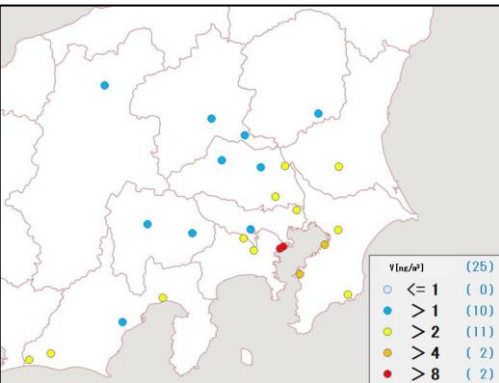 V[ng/m³] (25)
<= 1 ( 0)
> 1 (10)
> 2 (11)
> 4 ( 2)
> 8 ( 2)